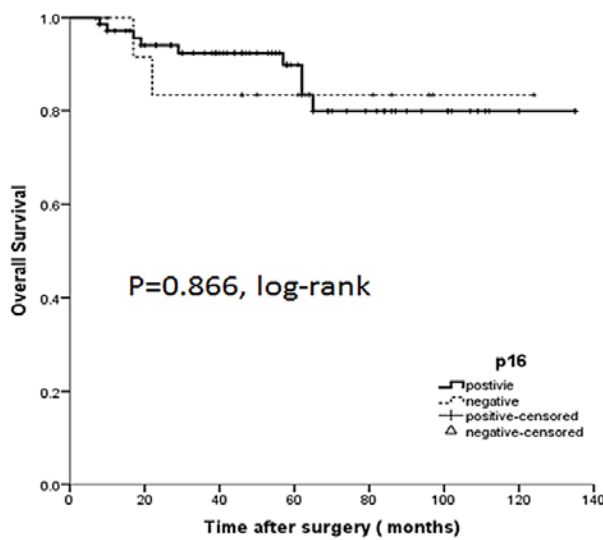 1.0
0.8
0.6
0.4
0.2
0.0
Overall Survival
P=0.866, log-rank
p16
postivie
negative
positive-censored
negative-censored
0 20 40 60 80 100 120 140
Time after surgery ( months)